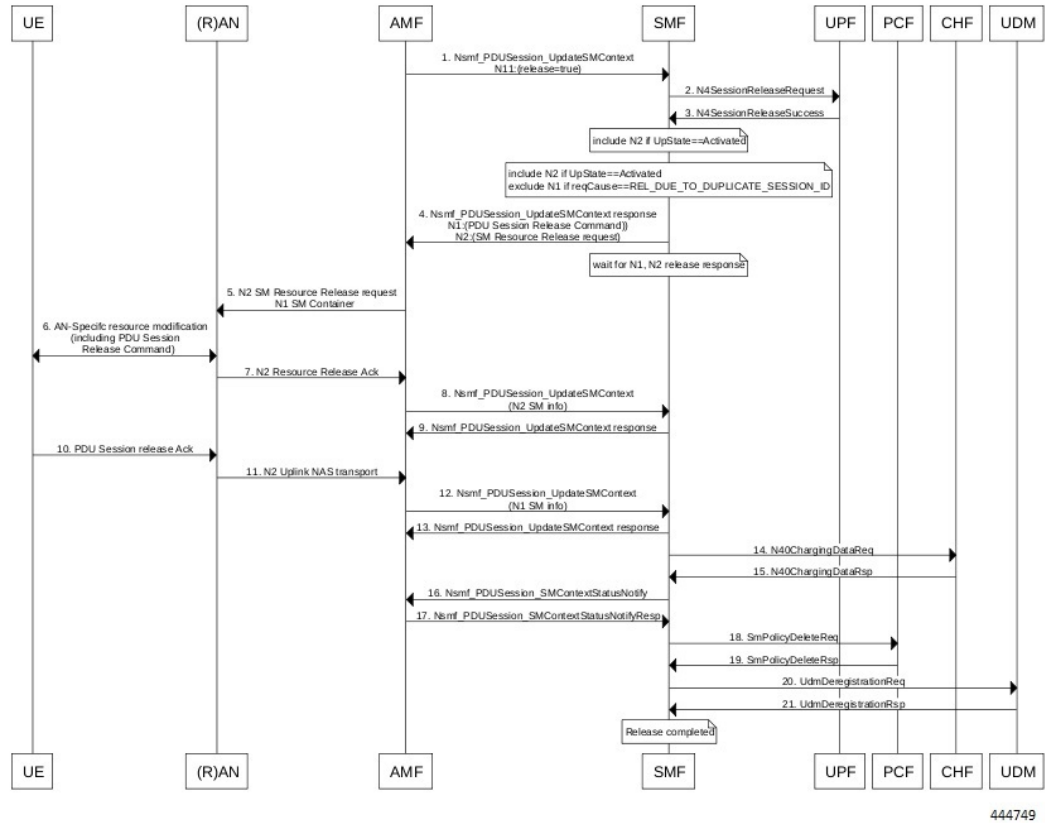 UE
(R)AN
AMF
SMF
UPF
PCF
CHF
UDM
1. Nsmf_PDUSession_UpdateSMContext
N11:(release=true)
2. N4SessionReleaseRequest
3. N4SessionReleaseSuccess
include N2 if UpState==Activated
include N2 if UpState==Activated
exclude N1 if reqCause==REL_DUE_TO_DUPLICATE_SESSION_ID
4. Nsmf_PDUSession_UpdateSMContext response
N1:(PDU Session Release Command))
N2:(SM Resource Release request)
wait for N1, N2 release response
5. N2 SM Resource Release request
N1 SM Container
6. AN-Specifc resource modification
(including PDU Session
Release Command)
7. N2 Resource Release Ack
8. Nsmf_PDUSession_UpdateSMContext
(N2 SM info)
9. Nsmf_PDUSession_UpdateSMContext response
10. PDU Session release Ack
11. N2 Uplink NAS transport
12. Nsmf_PDUSession_UpdateSMContext
(N1 SM info)
13. Nsmf_PDUSession_UpdateSMContext response
14. N40ChargingDataReq
15. N40ChargingDataRsp
16. Nsmf_PDUSession_SMContextStatusNotify
17. Nsmf_PDUSession_SMContextStatusNotifyResp
18. SmPolicyDeleteReq
19. SmPolicyDeleteRsp
20. UdmDeregistrationReq
21. UdmDeregistrationRsp
Release completed
UE
(R)AN
AMF
SMF
UPF
PCF
CHF
UDM
444749